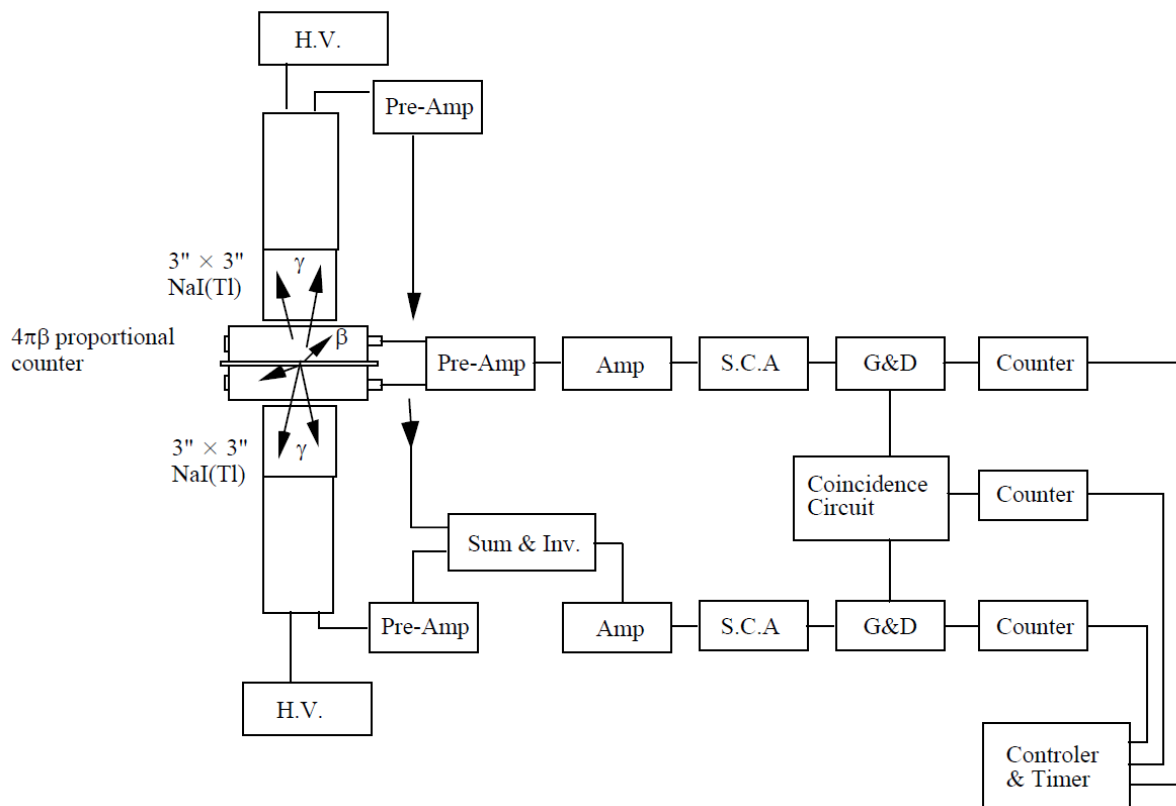 H.V.
Pre-Amp
3" × 3"
NaI(Tl)
γ
4πβ proportional
counter
β
Pre-Amp
Amp
S.C.A
G&D
Counter
3" × 3"
NaI(Tl)
γ
Coincidence
Circuit
Counter
Sum & Inv.
Pre-Amp
Amp
S.C.A
G&D
Counter
H.V.
Controler
& Timer